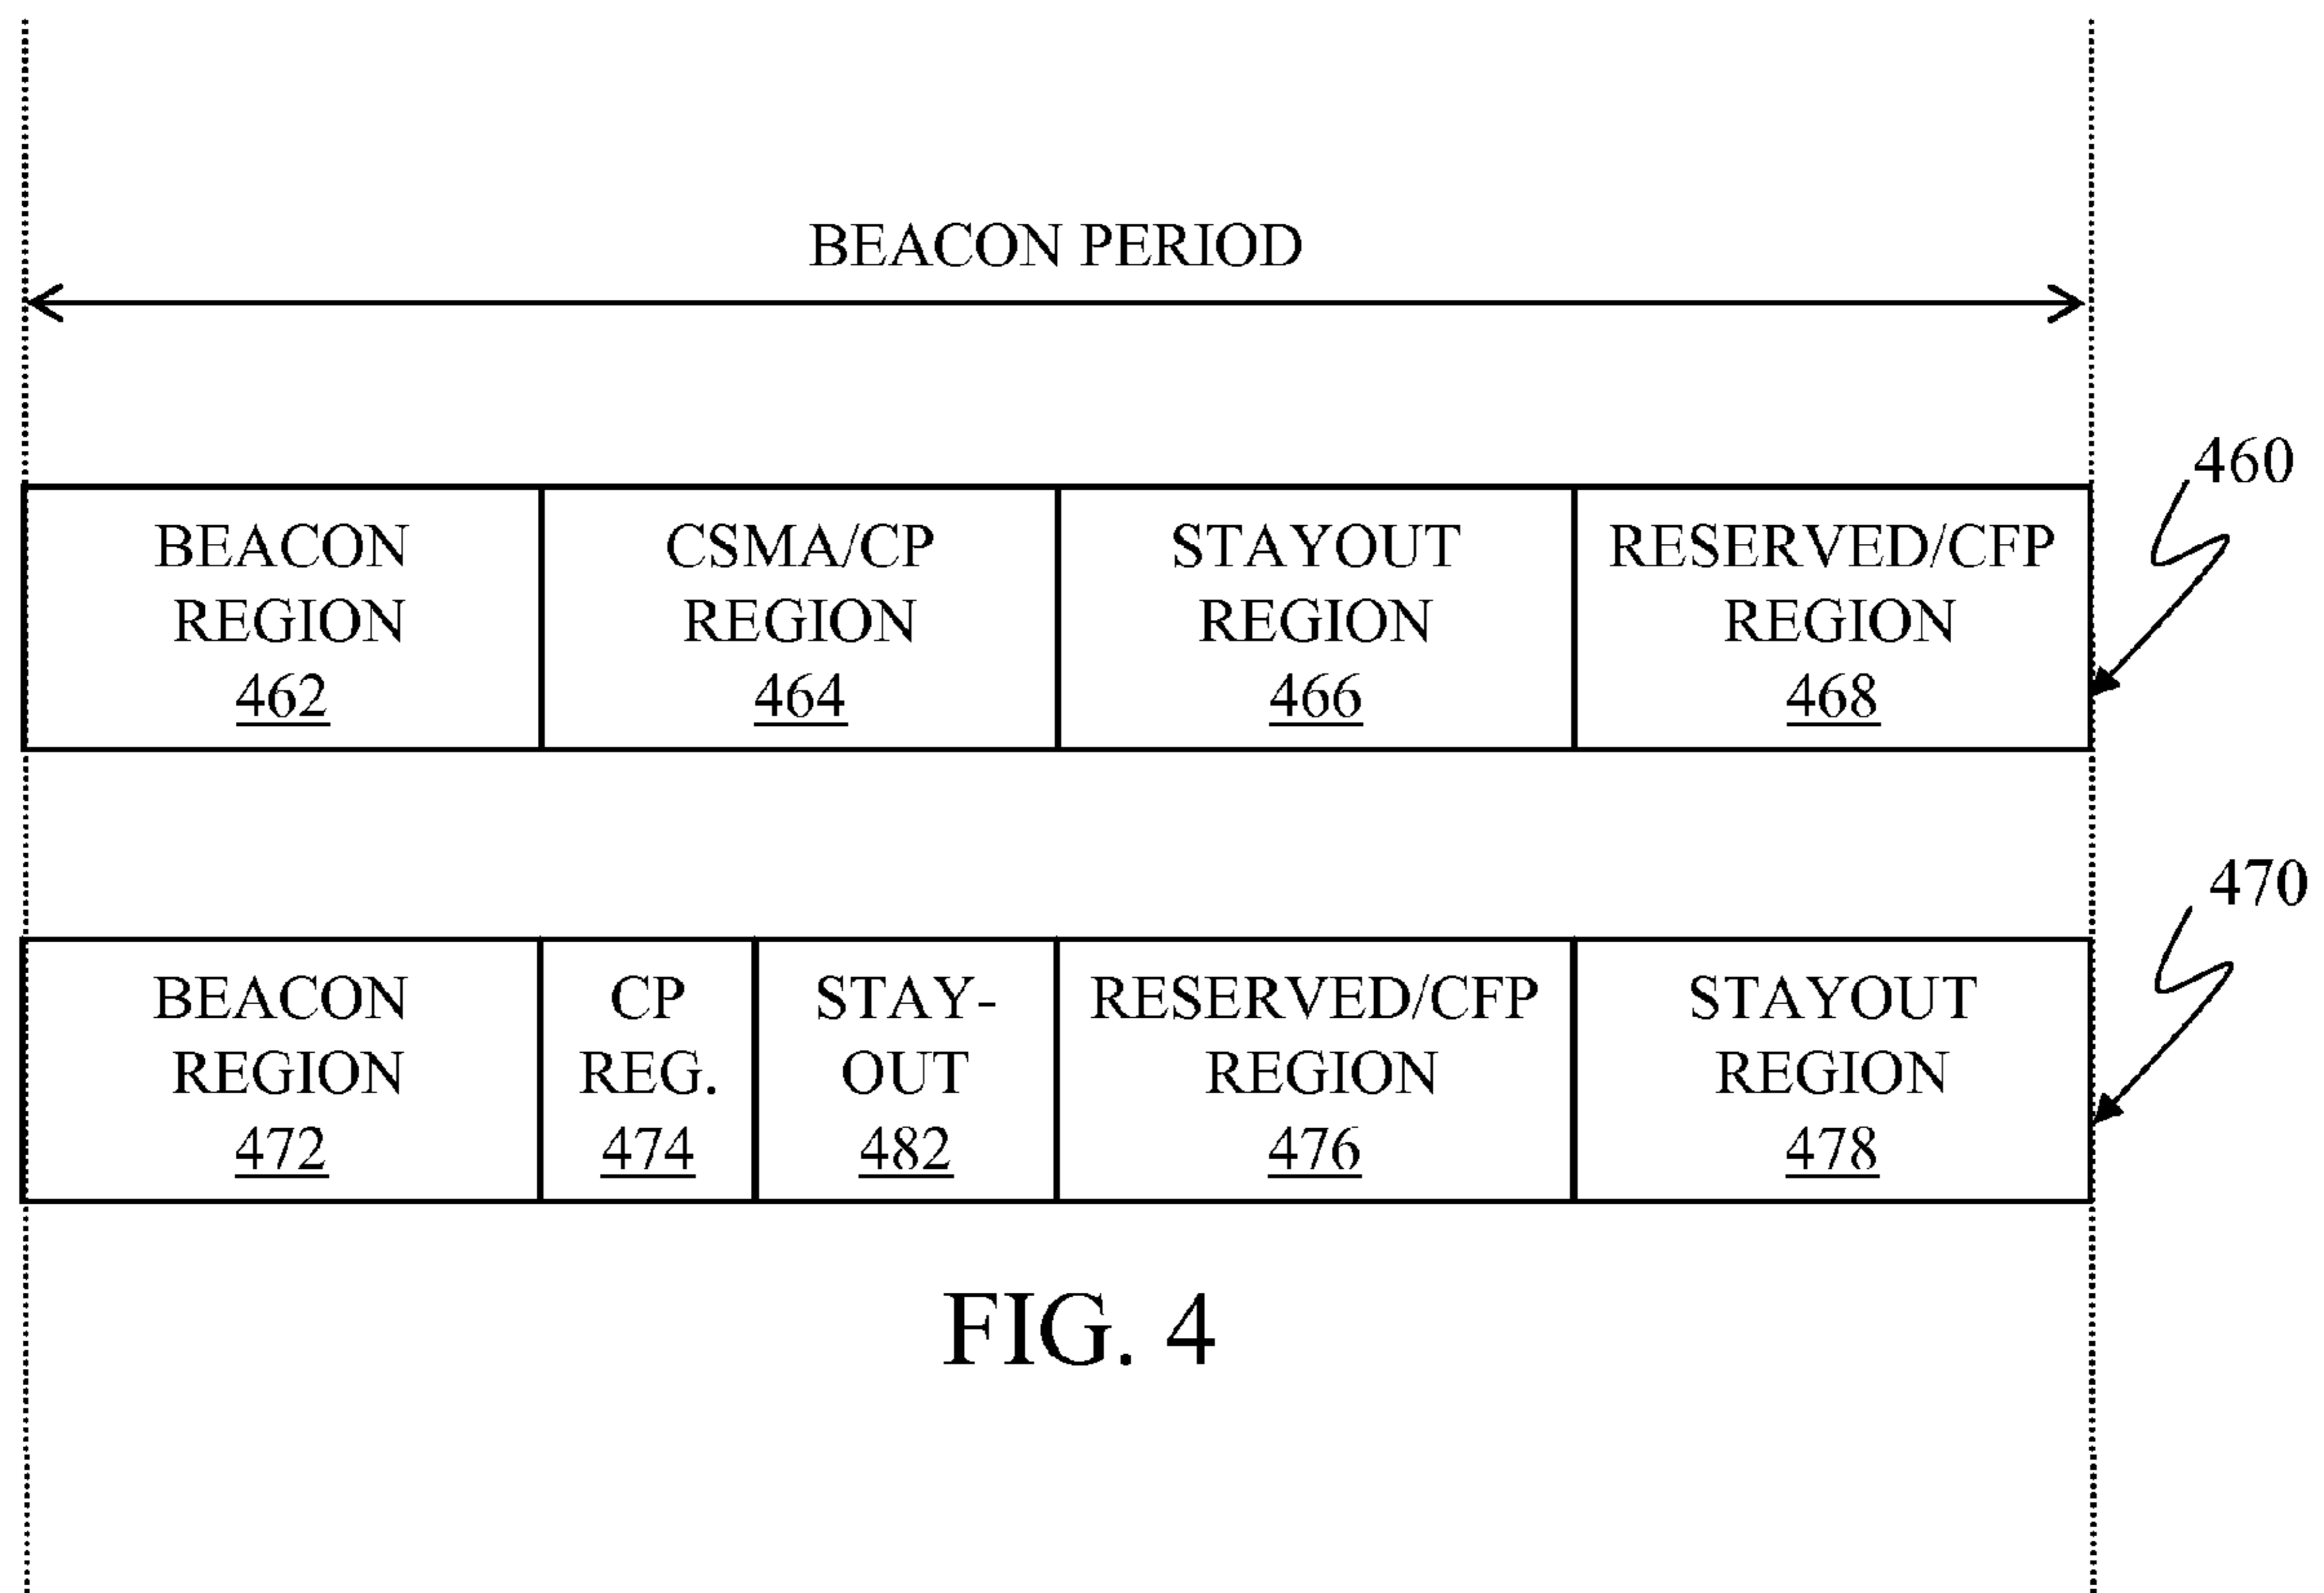 BEACON PERIOD
460
BEACON REGION 462
CSMA/CP REGION 464
STAYOUT REGION 466
RESERVED/CFP REGION 468
470
BEACON REGION 472
CP REG. 474
STAY-OUT 482
RESERVED/CFP REGION 476
STAYOUT REGION 478
FIG. 4